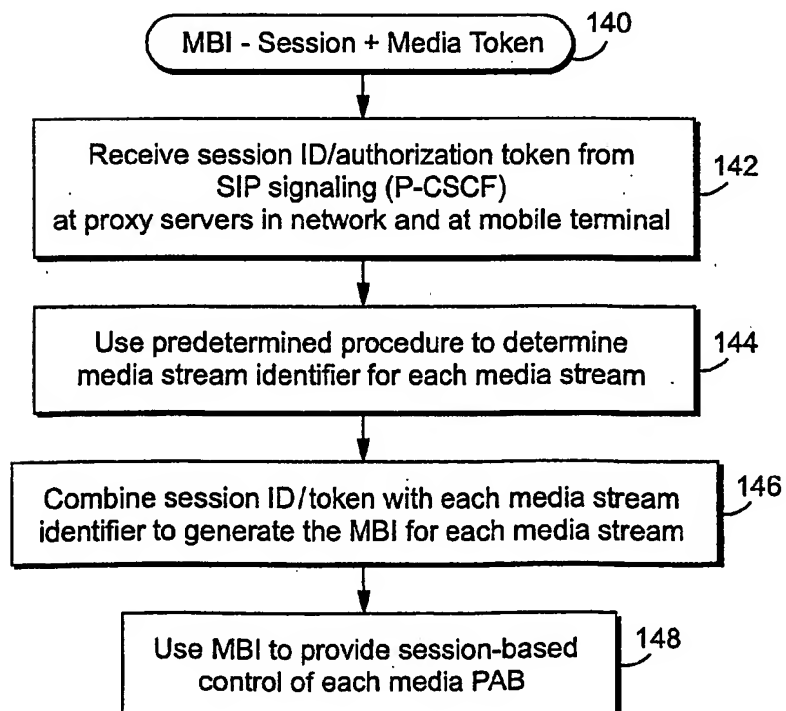 MBI - Session + Media Token
140
Receive session ID/authorization token from
SIP signaling (P-CSCF)
at proxy servers in network and at mobile terminal
142
Use predetermined procedure to determine
media stream identifier for each media stream
144
Combine session ID/token with each media stream
identifier to generate the MBI for each media stream
146
Use MBI to provide session-based
control of each media PAB
148